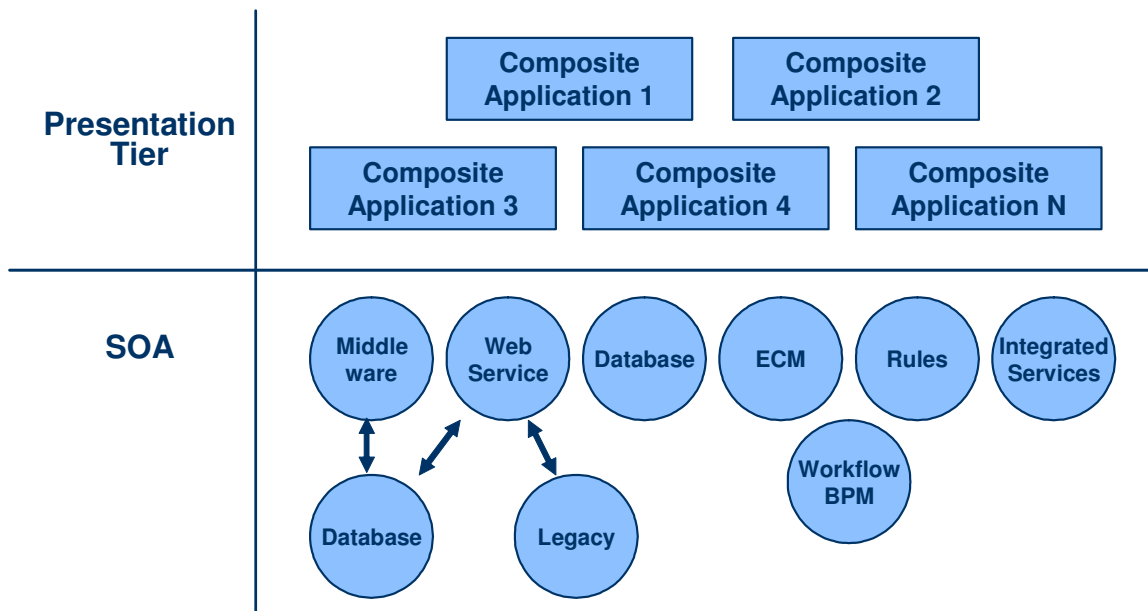 Composite
Application 1
Composite
Application 2
Presentation
Tier
Composite
Application 3
Composite
Application 4
Composite
Application N
SOA
Middle
ware
Web
Service
Database
ECM
Rules
Integrated
Services
Workflow
BPM
Database
Legacy